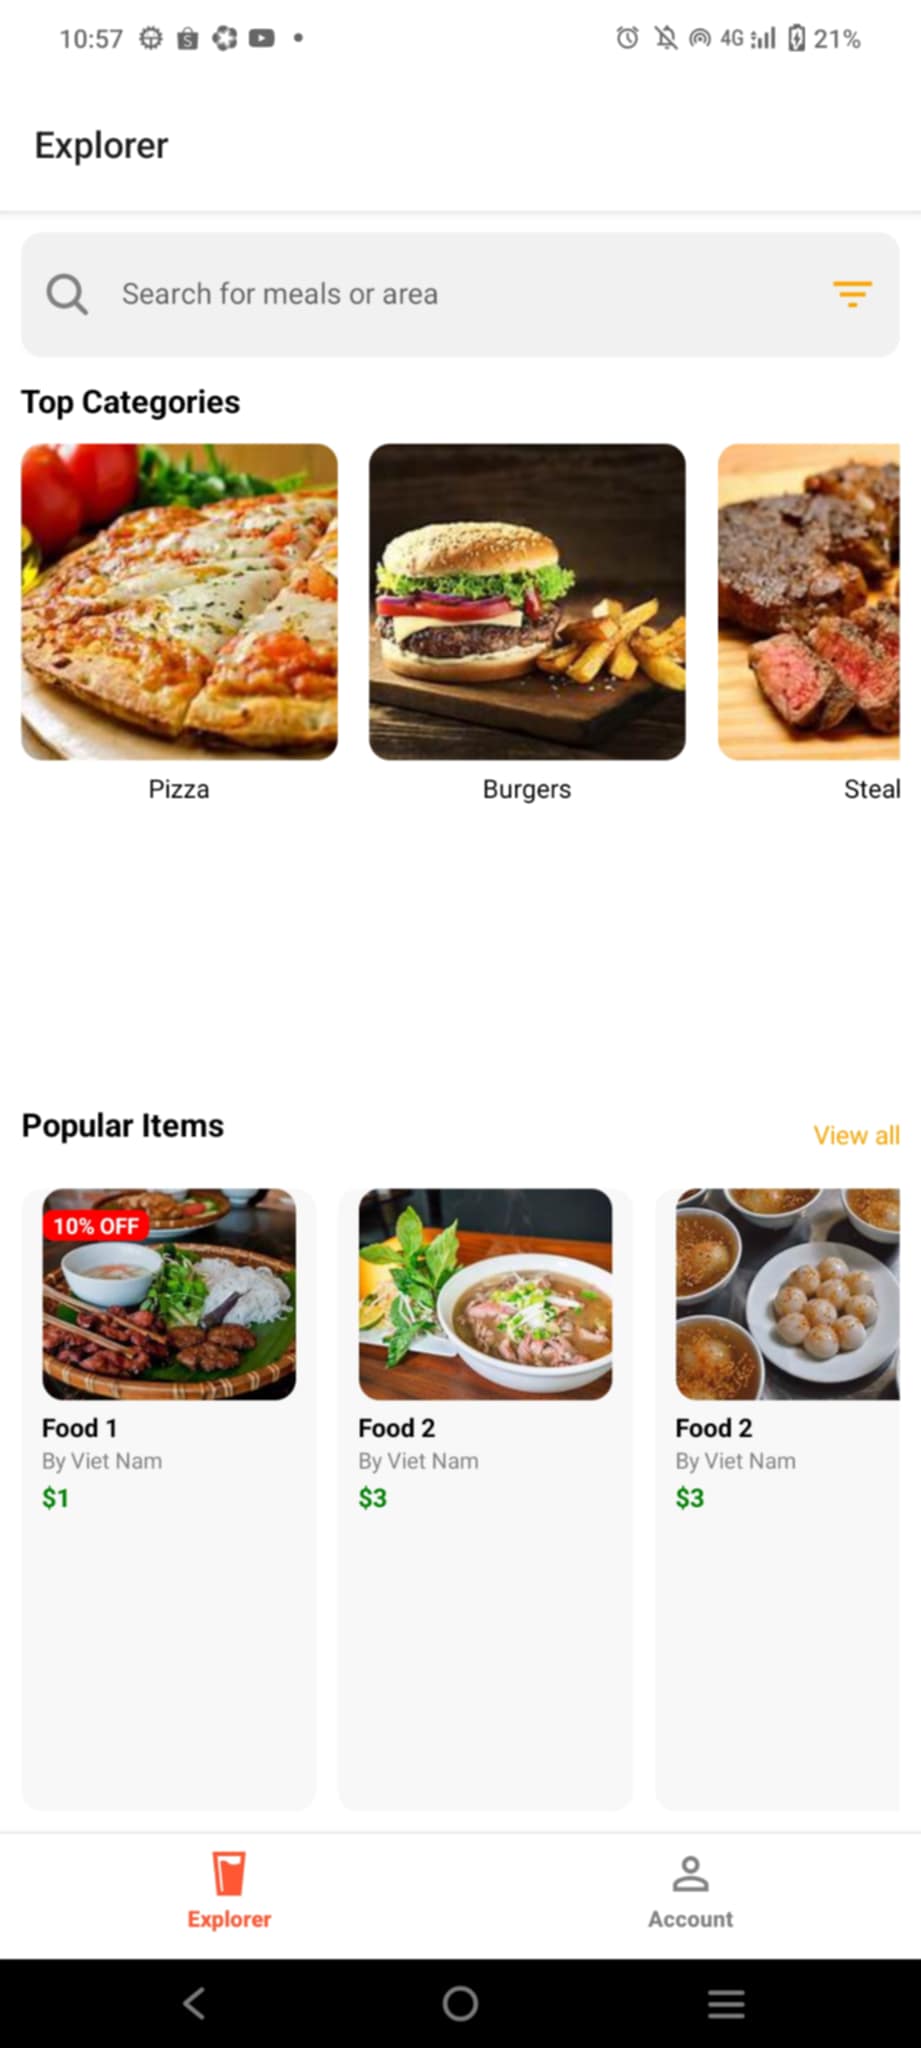 10:57 4G 21%
Explorer
Search for meals or area
Top Categories
Pizza Burgers Steal
Popular Items View all
10% OFF
Food 1 Food 2 Food 2
By Viet Nam By Viet Nam By Viet Nam
$1 $3 $3
Explorer Account